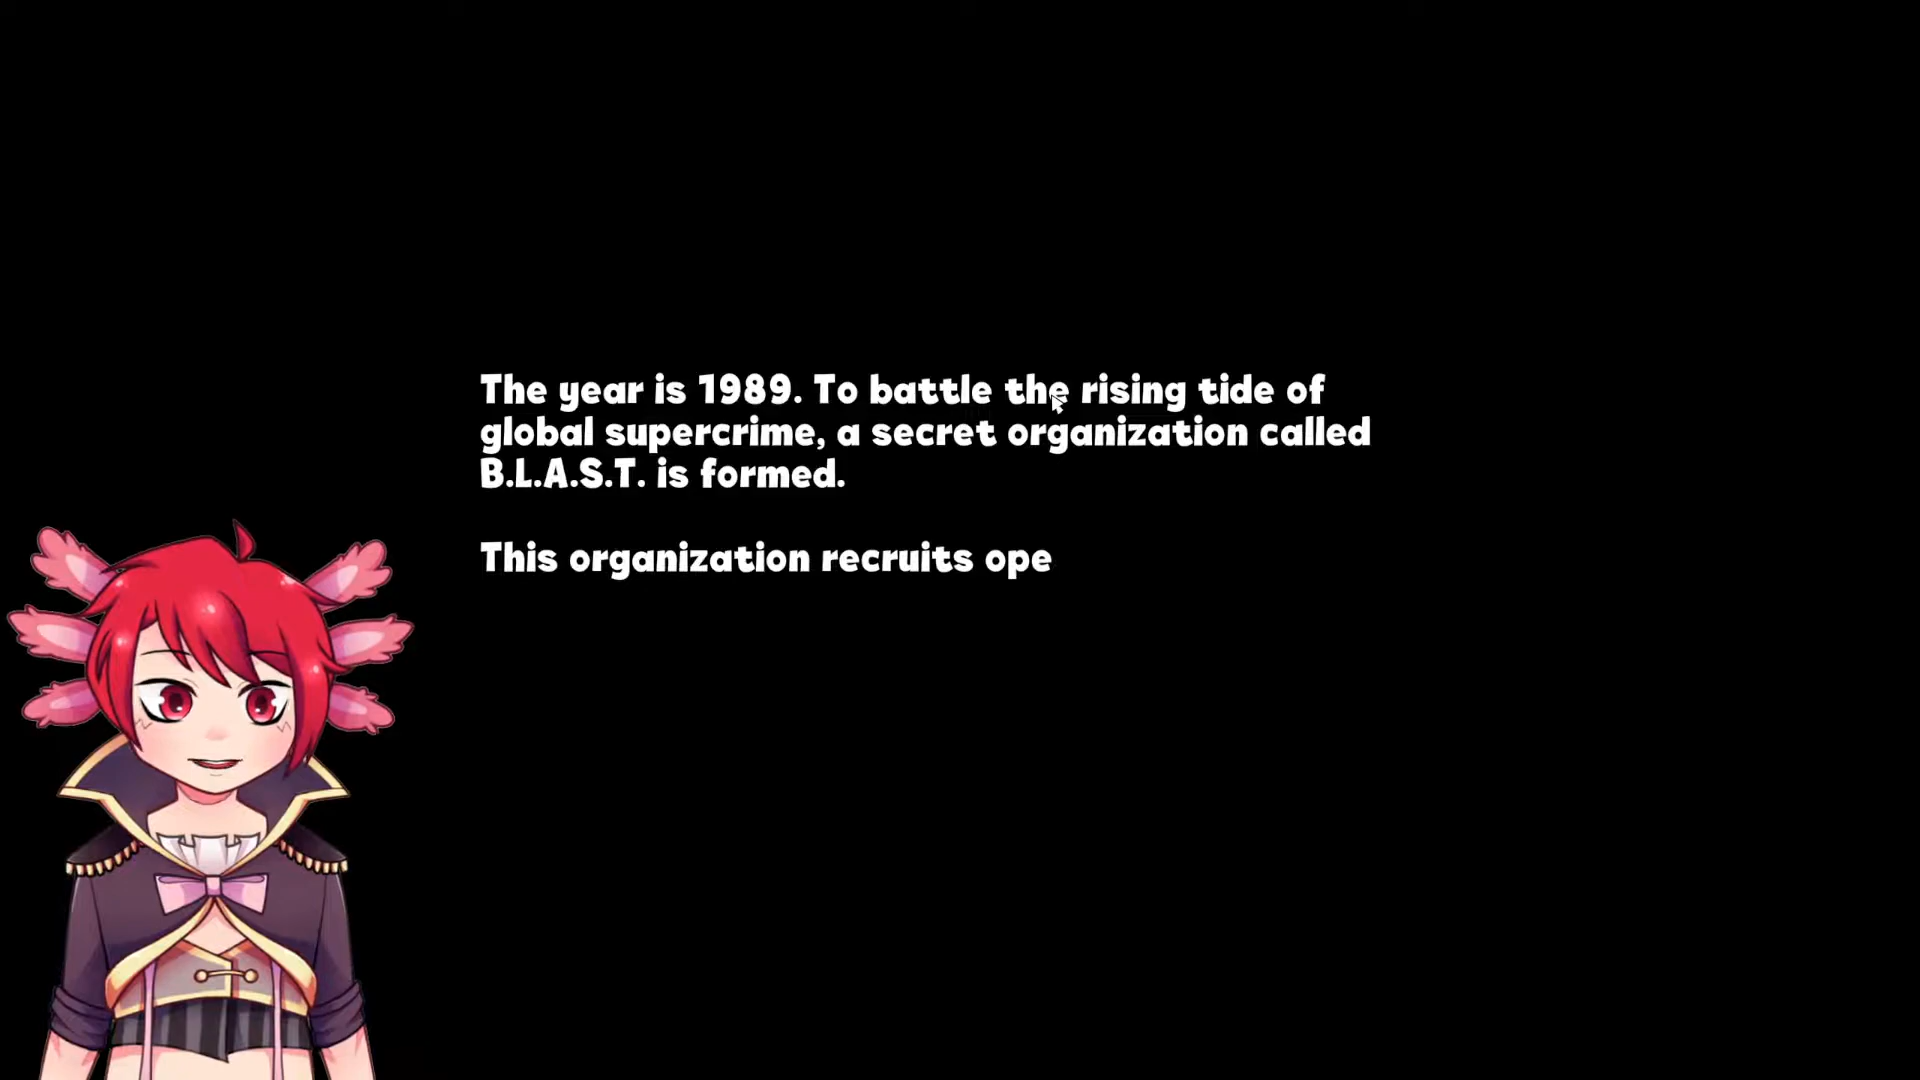 The year is 1989. To battle the rising tide of
global supercrime, a secret organization called
B.L.A.S.T. is formed.
This organization recruits ope